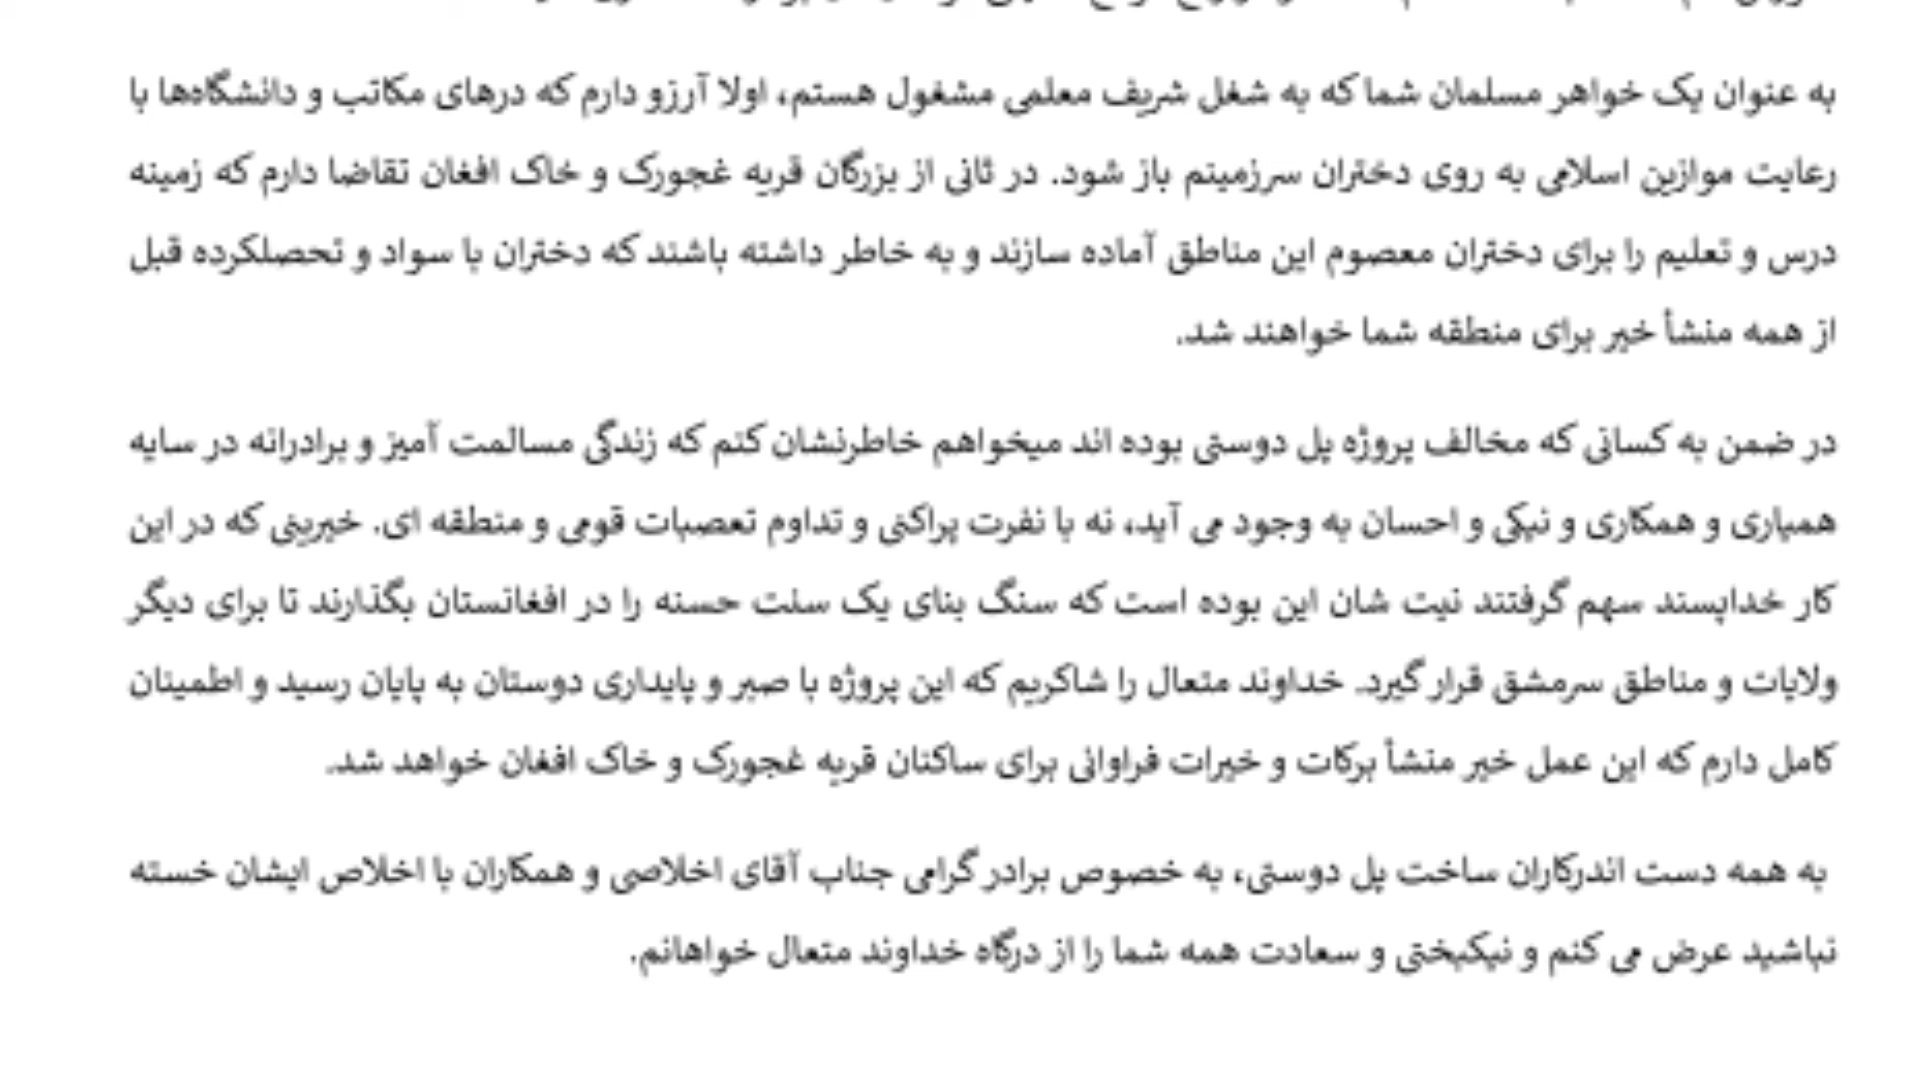 به عنوان یک خواهر مسلمان شما که به شغل شریف معلمی مشغول هستم، اولا آرزو دارم که درهای مکاتب و دانشگاه‌ها با
رعایت موازین اسلامی به روی دختران سرزمینم باز شود. در ثانی از بزرگان قریه غجورک و خاک افغان تقاضا دارم که زمینه
درس و تعلیم را برای دختران معصوم این مناطق آماده سازند و به خاطر داشته باشند که دختران با سواد و تحصلکرده قبل
از همه منشأ خیر برای منطقه شما خواهند شد.
در ضمن به کسانی که مخالف پروژه پل دوستی بوده اند میخواهم خاطرنشان کنم که زندگی مسالمت آمیز و برادرانه در سایه
همیاری و همکاری و نیکی و احسان به وجود می آید، نه با نفرت پراکنی و تداوم تعصبات قومی و منطقه ای. خیرینی که در این
کار خداپسند سهم گرفتند نیت شان این بوده است که سنگ بنای یک سنت حسنه را در افغانستان بگذارند تا برای دیگر
ولایات و مناطق سرمشق قرار گیرد. خداوند متعال را شاکریم که این پروژه با صبر و پایداری دوستان به پایان رسید و اطمینان
کامل دارم که این عمل خیر منشأ برکات و خیرات فراوانی برای ساکنان قریه غجورک و خاک افغان خواهد شد.
به همه دست اندرکاران ساخت پل دوستی، به خصوص برادر گرامی جناب آقای اخلاصی و همکاران با اخلاص ایشان خسته
نباشید عرض می کنم و نیکبختی و سعادت همه شما را از درگاه خداوند متعال خواهانم.